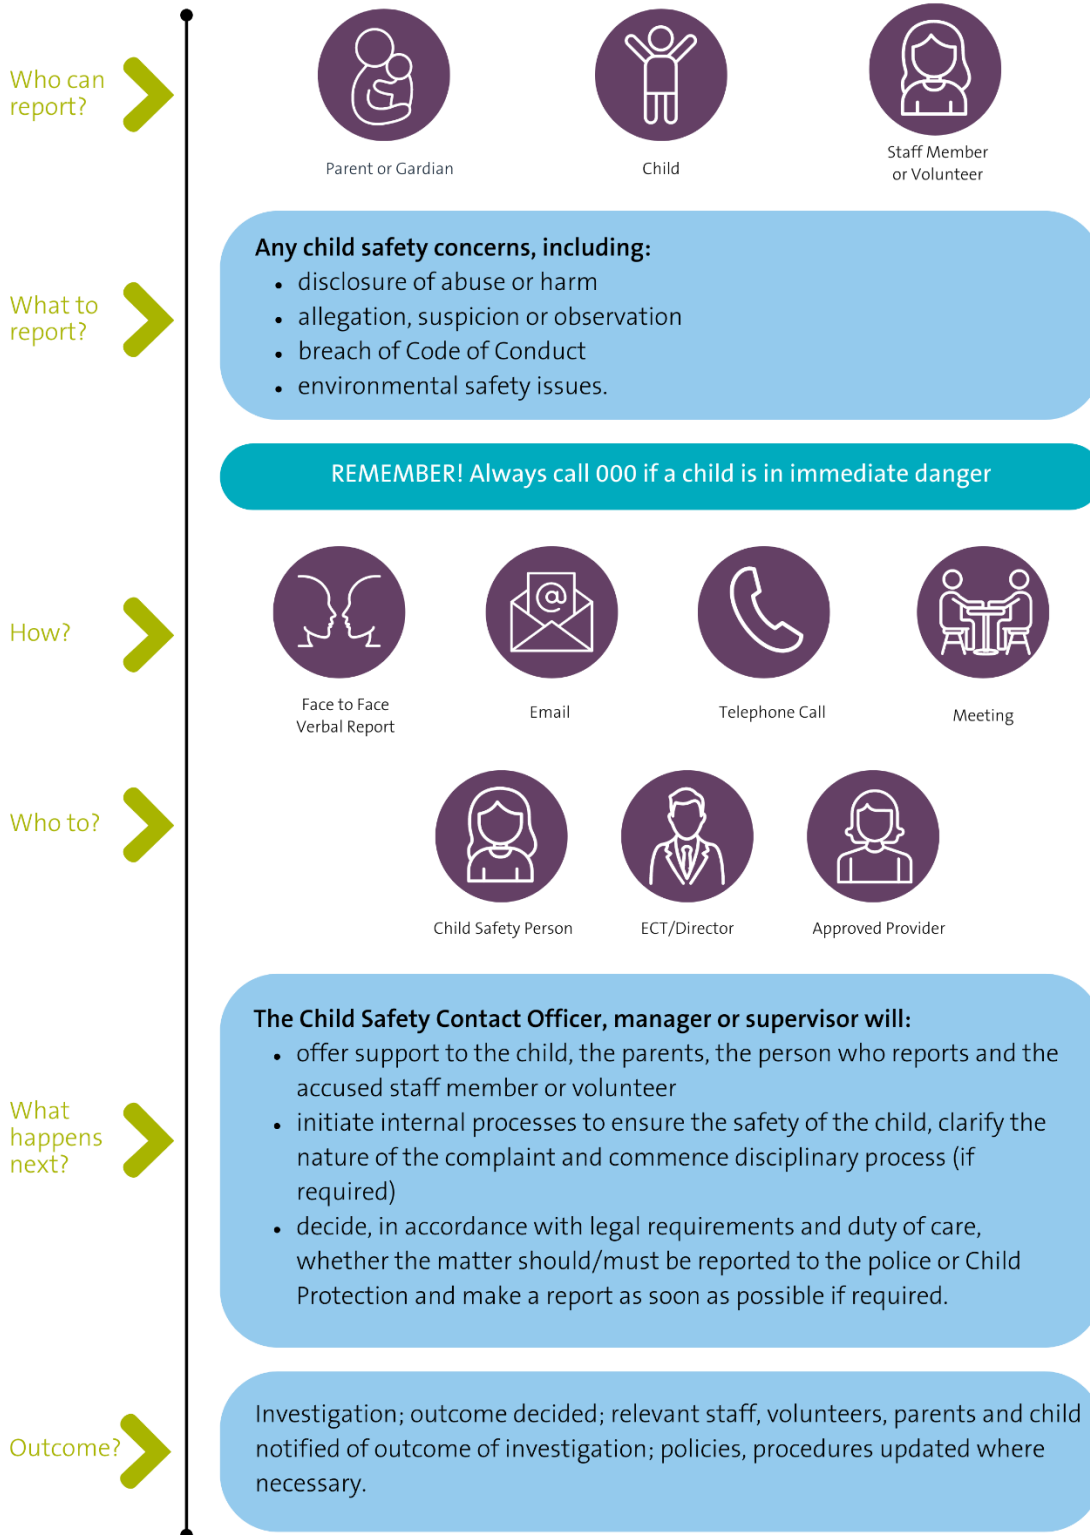 Who can
report?
Parent or Gardian
Child
Staff Member
or Volunteer
What to
report?
Any child safety concerns, including:
• disclosure of abuse or harm
• allegation, suspicion or observation
• breach of Code of Conduct
• environmental safety issues.
REMEMBER! Always call 000 if a child is in immediate danger
How?
@
Face to Face
Verbal Report
Email
Telephone Call
Meeting
Who to?
Child Safety Person
ECT/Director
Approved Provider
What
happens
next?
The Child Safety Contact Officer, manager or supervisor will:
• offer support to the child, the parents, the person who reports and the
accused staff member or volunteer
• initiate internal processes to ensure the safety of the child, clarify the
nature of the complaint and commence disciplinary process (if
required)
• decide, in accordance with legal requirements and duty of care,
whether the matter should/must be reported to the police or Child
Protection and make a report as soon as possible if required.
Outcome?
Investigation; outcome decided; relevant staff, volunteers, parents and child
notified of outcome of investigation; policies, procedures updated where
necessary.